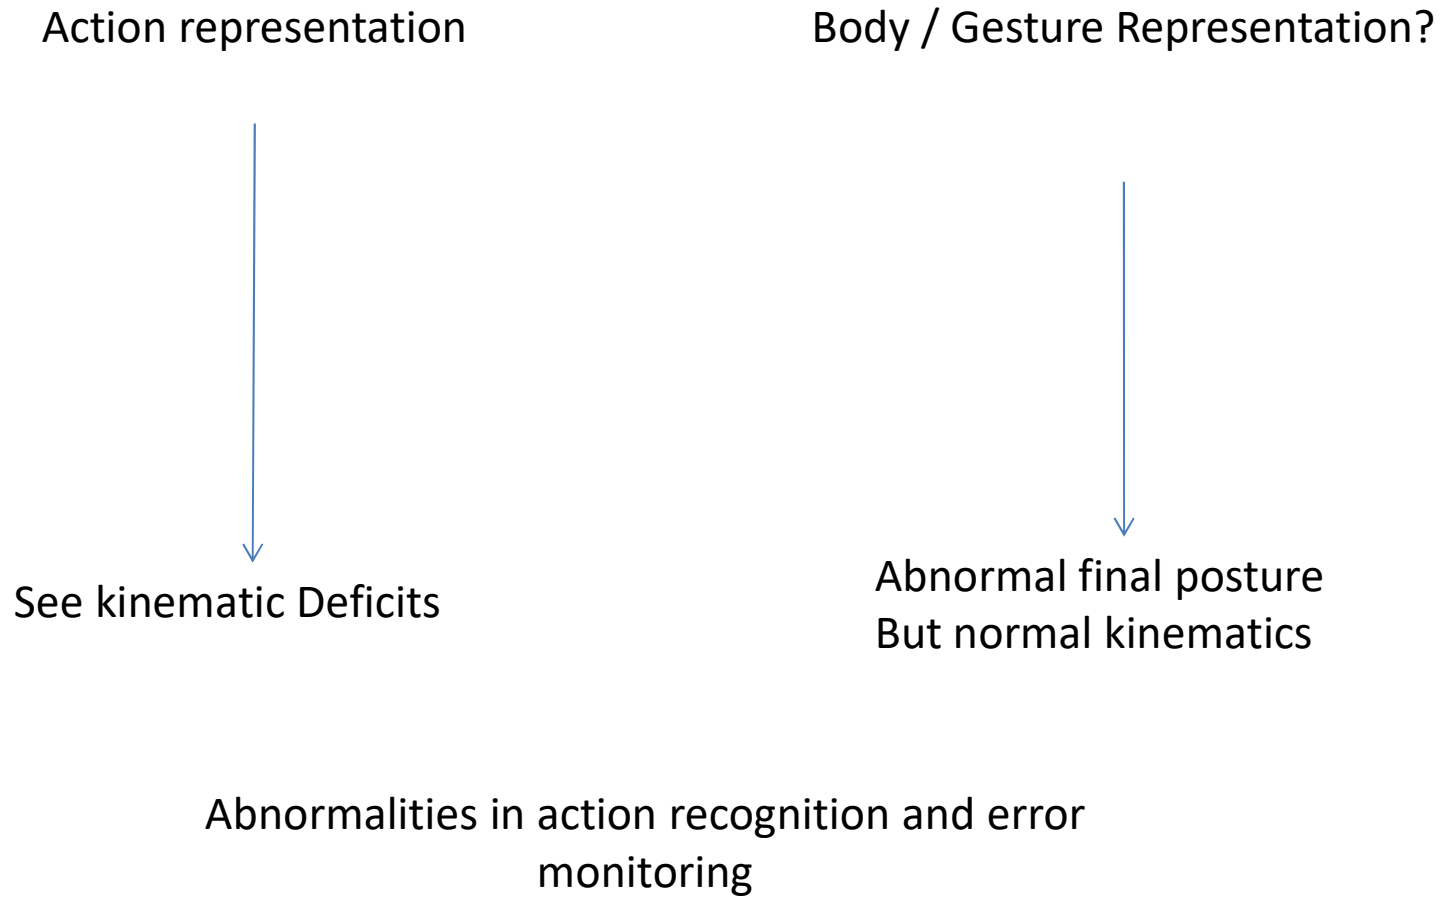 Action representation
Body / Gesture Representation?
See kinematic Deficits
Abnormal final posture
But normal kinematics
Abnormalities in action recognition and error
monitoring